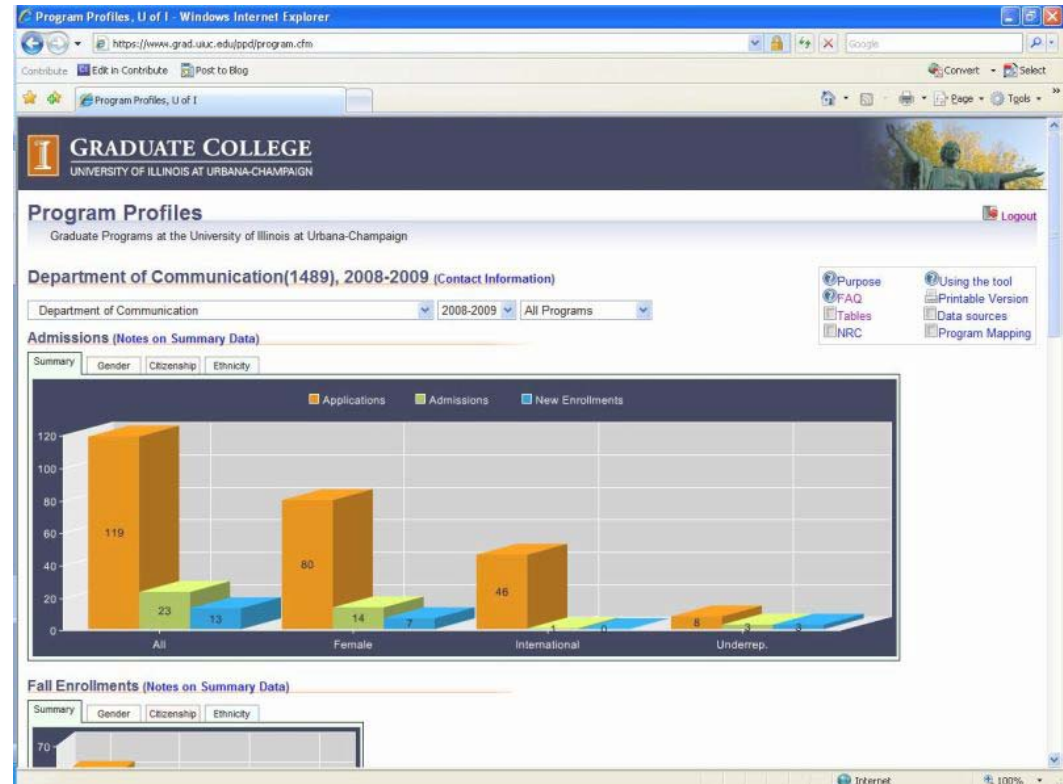 Program Profiles, U of I - Windows Internet Explorer
https://www.grad.uiuc.edu/ppd/program.cfm
Google
Contribute Edit in Contribute Post to Blog
Convert Select
Program Profiles, U of I
Page Tools
GRADUATE COLLEGE
UNIVERSITY OF ILLINOIS AT URBANA-CHAMPAIGN
Program Profiles
Logout
Graduate Programs at the University of Illinois at Urbana-Champaign
Department of Communication(1489), 2008-2009 (Contact Information)
Purpose Using the tool
FAQ Printable Version
Tables Data sources
NRC Program Mapping
Department of Communication 2008-2009 All Programs
Admissions (Notes on Summary Data)
Summary Gender Citizenship Ethnicity
Applications Admissions New Enrollments
120
100
80
60
40
20
0
119 23 13
80 14 7
46 1 0
8 3 3
All Female International Underrep.
Fall Enrollments (Notes on Summary Data)
Summary Gender Citizenship Ethnicity
70
Internet 100%